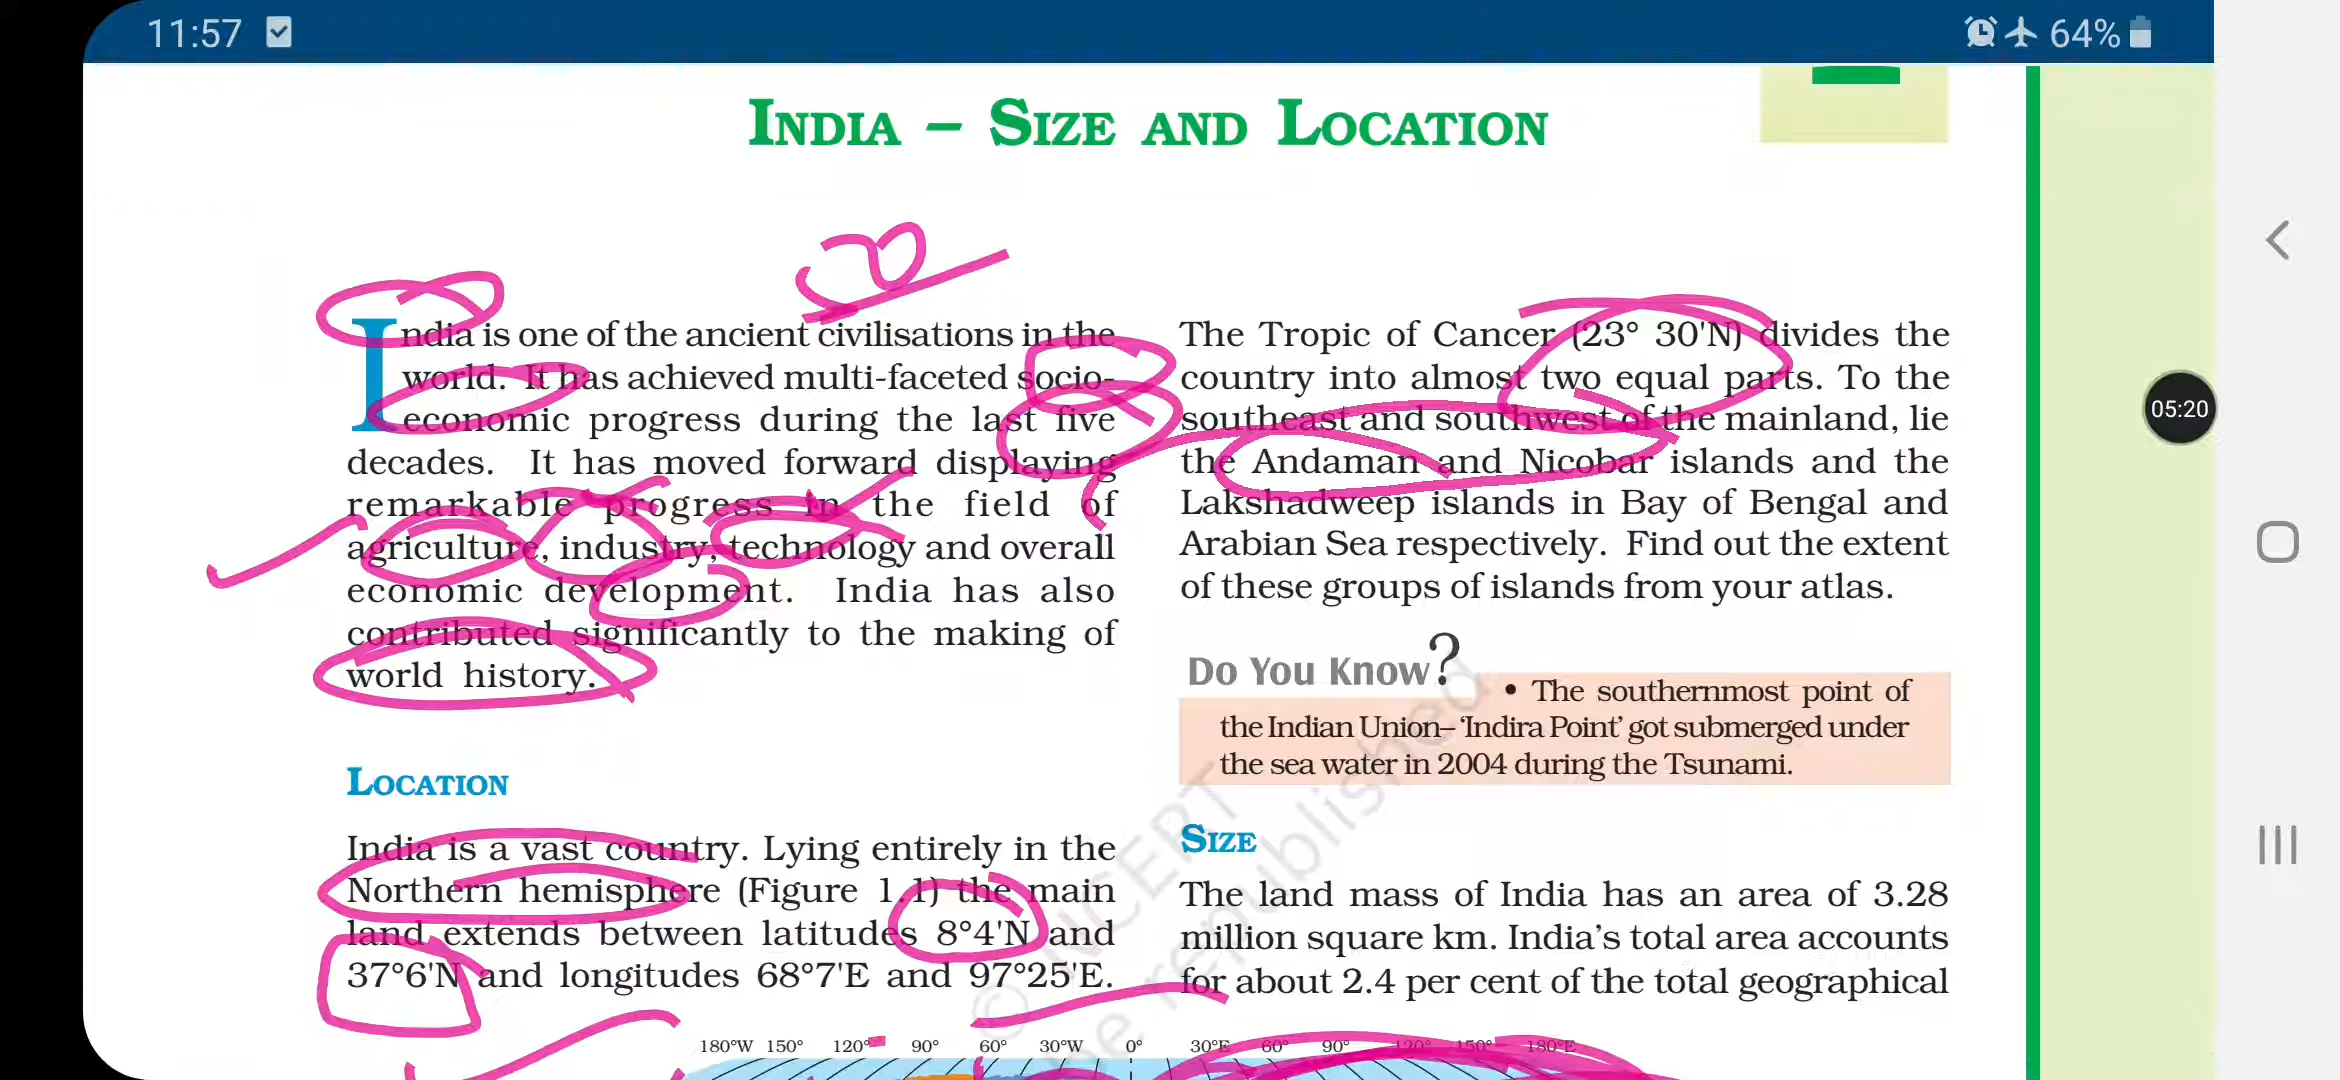 11:57
64%
INDIA – SIZE AND LOCATION
India is one of the ancient civilisations in the
world. It has achieved multi-faceted socio-
economic progress during the last five
decades. It has moved forward displaying
remarkable progress in the field of
agriculture, industry, technology and overall
economic development. India has also
contributed significantly to the making of
world history.
LOCATION
India is a vast country. Lying entirely in the
Northern hemisphere (Figure 1.1) the main
land extends between latitudes 8°4'N and
37°6'N and longitudes 68°7'E and 97°25'E.
The Tropic of Cancer (23° 30'N) divides the
country into almost two equal parts. To the
southeast and southwest of the mainland, lie
the Andaman and Nicobar islands and the
Lakshadweep islands in Bay of Bengal and
Arabian Sea respectively. Find out the extent
of these groups of islands from your atlas.
Do You Know?
• The southernmost point of
the Indian Union– 'Indira Point' got submerged under
the sea water in 2004 during the Tsunami.
SIZE
The land mass of India has an area of 3.28
million square km. India's total area accounts
for about 2.4 per cent of the total geographical
180°W 150° 120° 90° 60° 30°W 0° 30°E 60° 90° 120° 150° 180°E
© NCERT
be republished
05:20